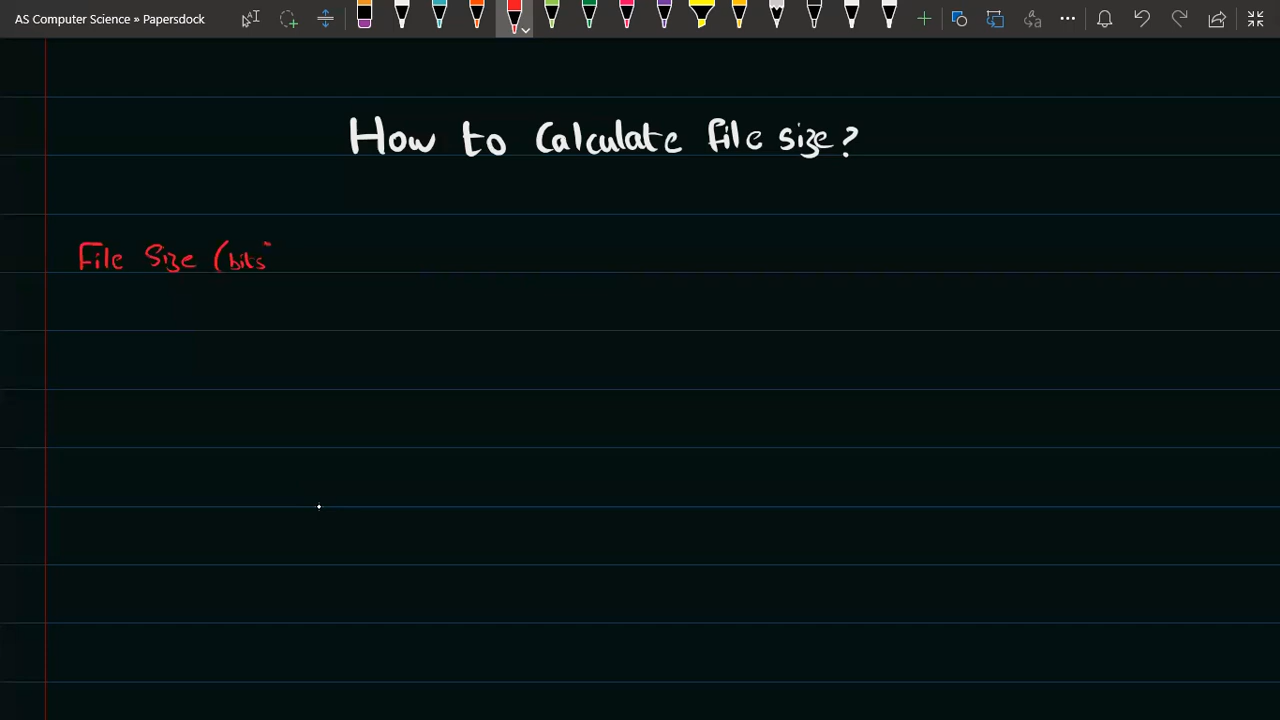 AS Computer Science » Papersdock
How to Calculate file size?
File Size (bits